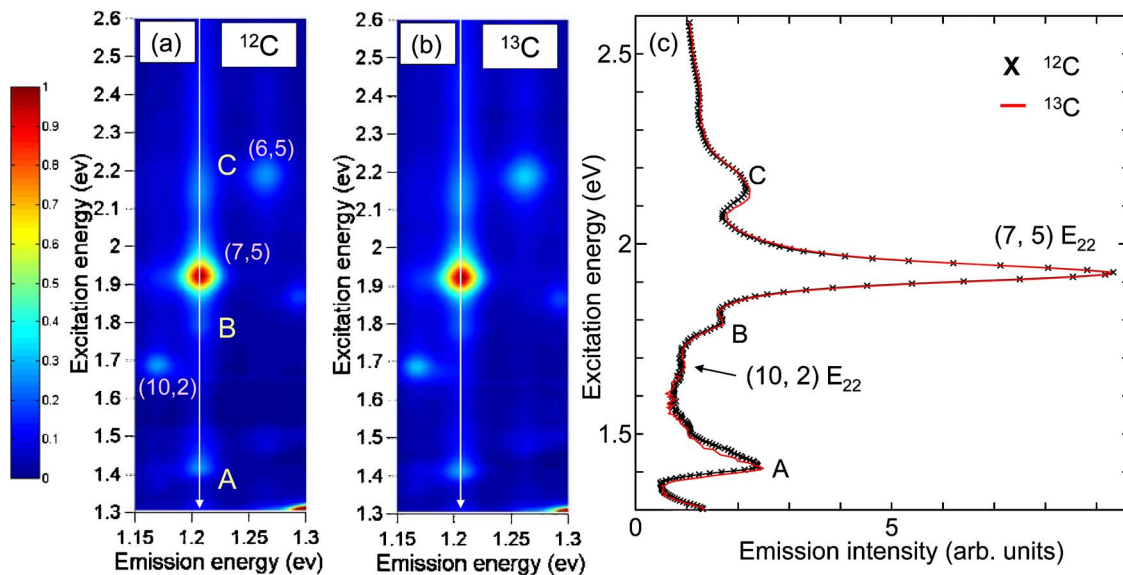 (a) ¹²C
(b) ¹³C
(c)
1
0.9
0.8
0.7
0.6
0.5
0.4
0.3
0.2
0.1
0
Excitation energy (ev)
2.6
2.5
2.4
2.3
2.2
2.1
2
1.9
1.8
1.7
1.6
1.5
1.4
1.3
C
(6,5)
(7,5)
B
(10,2)
A
1.15 1.2 1.25 1.3
Emission energy (ev)
Excitation energy (ev)
2.6
2.5
2.4
2.3
2.2
2.1
2
1.9
1.8
1.7
1.6
1.5
1.4
1.3
1.15 1.2 1.25 1.3
Emission energy (ev)
Excitation energy (eV)
2.5
2.0
1.5
X ¹²C
¹³C
C
(7, 5) E₂₂
B
(10, 2) E₂₂
A
0 5
Emission intensity (arb. units)